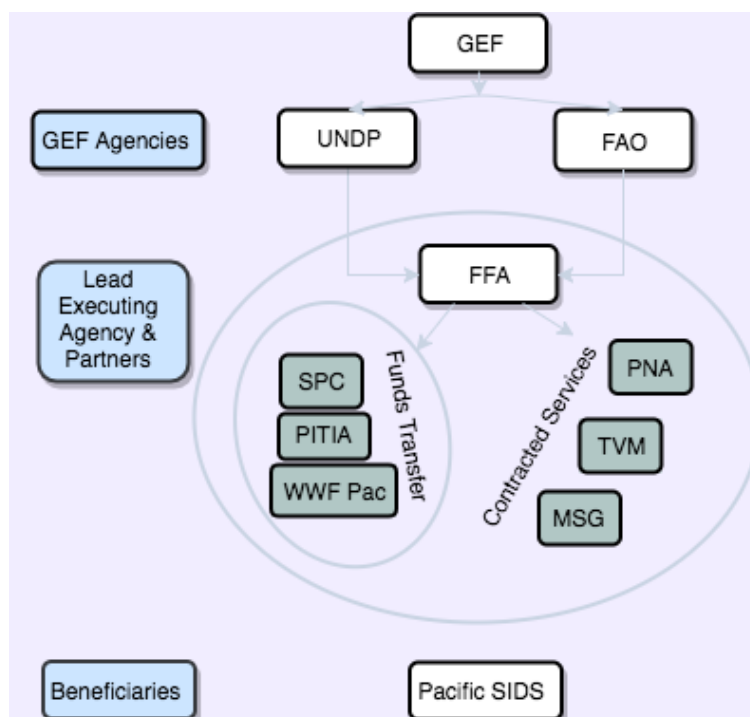 GEF
GEF Agencies
UNDP
FAO
Lead
Executing
Agency &
Partners
FFA
SPC
PITIA
WWF Pac
Funds Transfer
Contracted Services
PNA
TVM
MSG
Beneficiaries
Pacific SIDS